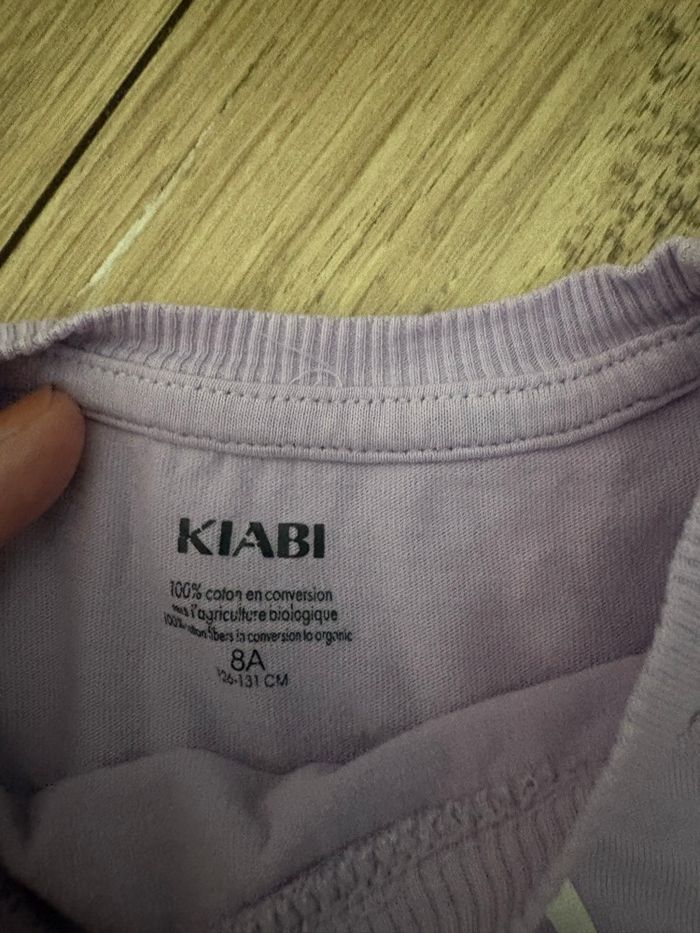 KIABI
100% coton en conversion
vers l'agriculture biologique
100% cotton fibers in conversion to organic
8A
126-131 CM